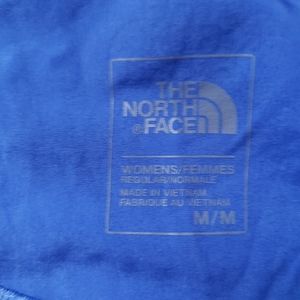 THE
NORTH
®FACE
WOMENS/FEMMES
REGULAR/NORMALE
MADE IN VIETNAM
FABRIQUE AU VIETNAM
M/M